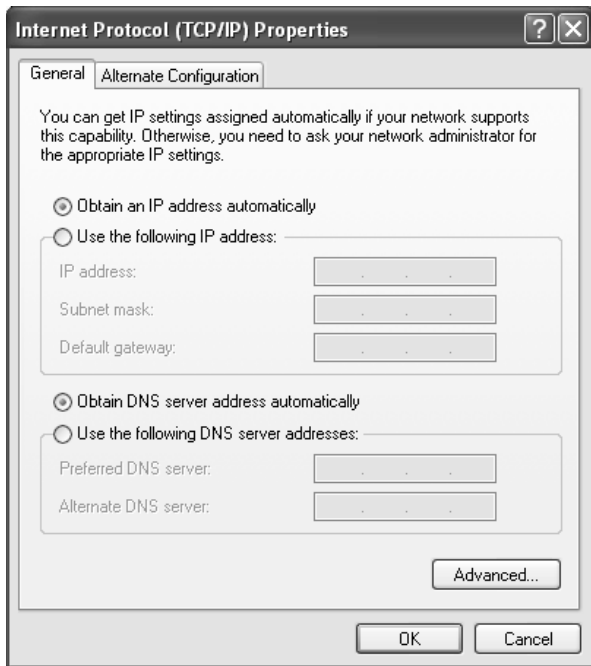 Internet Protocol (TCP/IP) Properties
General
Alternate Configuration
You can get IP settings assigned automatically if your network supports
this capability. Otherwise, you need to ask your network administrator for
the appropriate IP settings.
Obtain an IP address automatically
Use the following IP address:
IP address:
Subnet mask:
Default gateway:
Obtain DNS server address automatically
Use the following DNS server addresses:
Preferred DNS server:
Alternate DNS server:
Advanced...
OK
Cancel